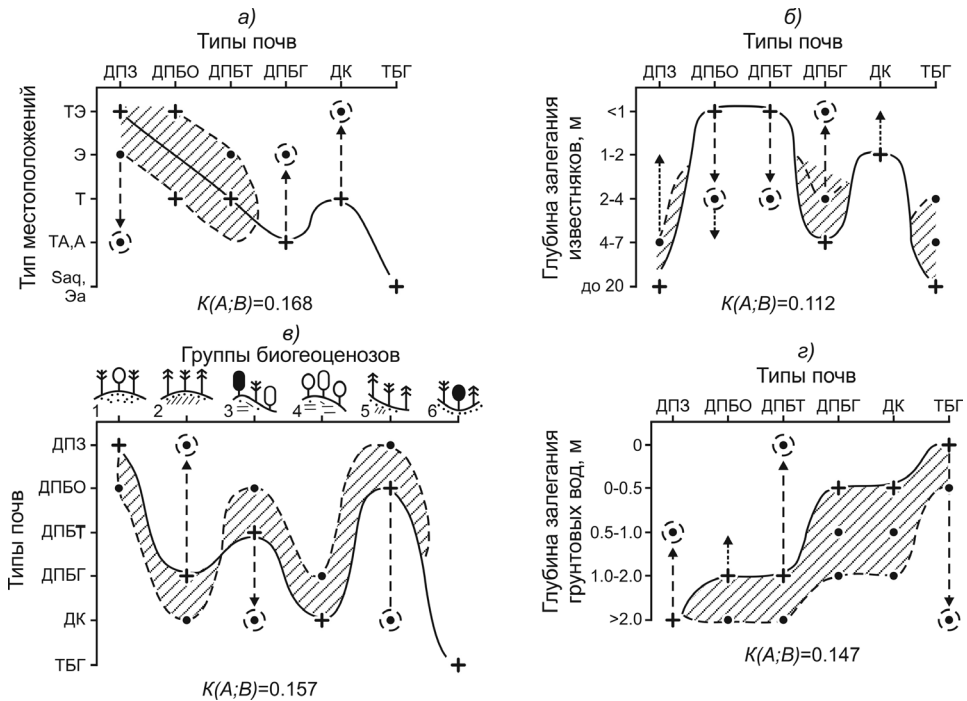 а)
Типы почв
ДПЗ ДПБО ДПБТ ДПБГ ДК ТБГ
Тип местоположений
ТЭ
Э
Т
ТА,А
Saq,
Эа
K(A;B)=0.168
б)
Типы почв
ДПЗ ДПБО ДПБТ ДПБГ ДК ТБГ
Глубина залегания
известняков, м
<1
1-2
2-4
4-7
до 20
K(A;B)=0.112
в)
Группы биогеоценозов
1 2 3 4 5 6
Типы почв
ДПЗ
ДПБО
ДПБТ
ДПБГ
ДК
ТБГ
K(A;B)=0.157
г)
Типы почв
ДПЗ ДПБО ДПБТ ДПБГ ДК ТБГ
Глубина залегания
грунтовых вод, м
0
0-0.5
0.5-1.0
1.0-2.0
>2.0
K(A;B)=0.147